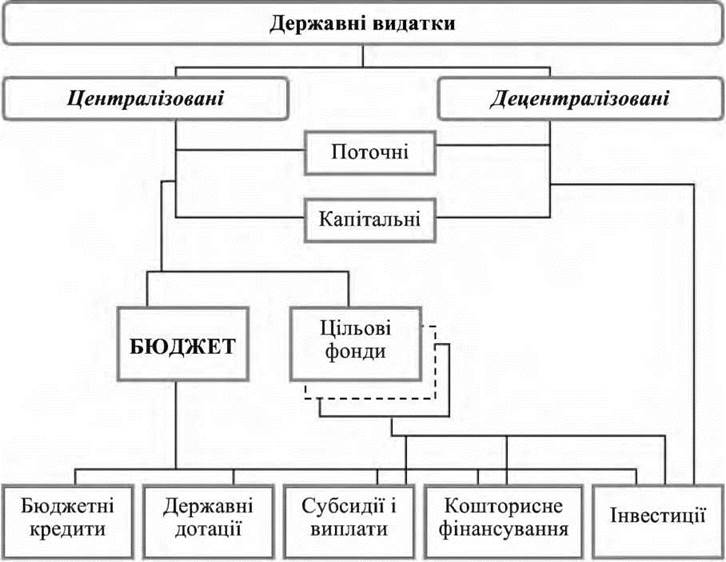 Державні видатки
Централізовані
Децентралізовані
Поточні
Капітальні
БЮДЖЕТ
Цільові
фонди
Бюджетні
кредити
Державні
дотації
Субсидії і
виплати
Кошторисне
фінансування
Інвестиції